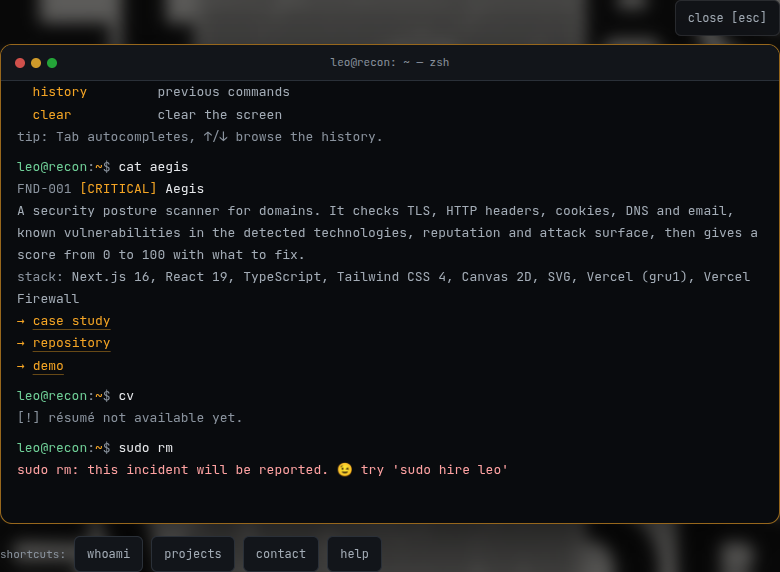 close [esc]
leo@recon: ~ — zsh
history previous commands
clear clear the screen
tip: Tab autocompletes, ↑/↓ browse the history.
leo@recon:~$ cat aegis
FND-001 [CRITICAL] Aegis
A security posture scanner for domains. It checks TLS, HTTP headers, cookies, DNS and email,
known vulnerabilities in the detected technologies, reputation and attack surface, then gives a
score from 0 to 100 with what to fix.
stack: Next.js 16, React 19, TypeScript, Tailwind CSS 4, Canvas 2D, SVG, Vercel (gru1), Vercel
Firewall
→ case study
→ repository
→ demo
leo@recon:~$ cv
[!] résumé not available yet.
leo@recon:~$ sudo rm
sudo rm: this incident will be reported. 😉 try 'sudo hire leo'
shortcuts: whoami projects contact help